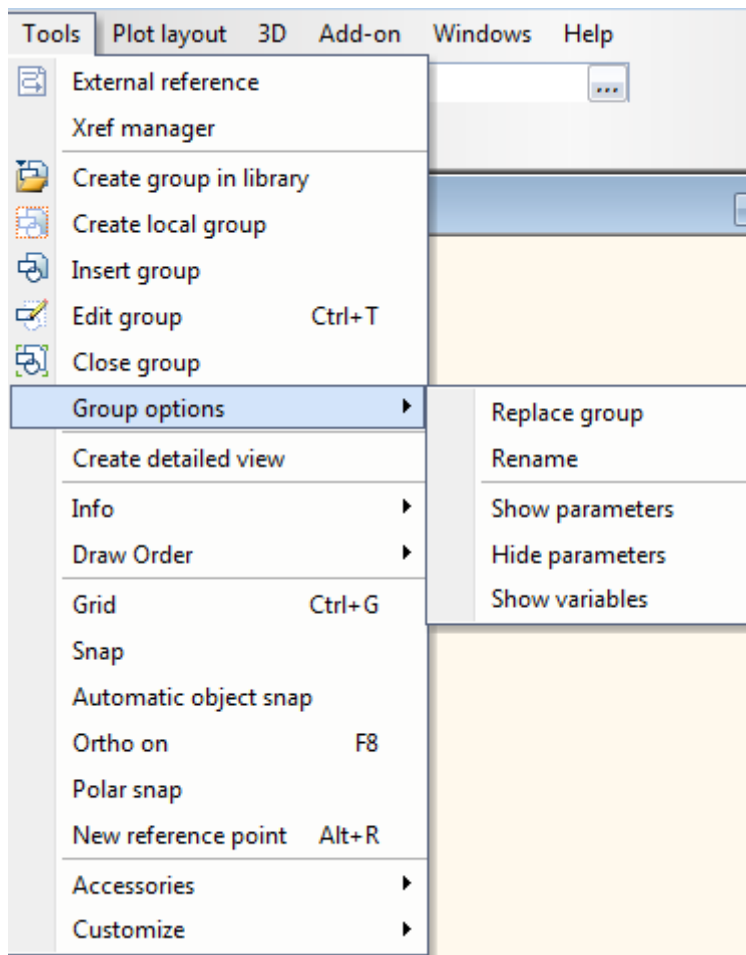 Tools Plot layout 3D Add-on Windows Help
External reference
...
Xref manager
Create group in library
Create local group
Insert group
Edit group Ctrl+T
Close group
Group options
Create detailed view
Info
Draw Order
Grid Ctrl+G
Snap
Automatic object snap
Ortho on F8
Polar snap
New reference point Alt+R
Accessories
Customize
Replace group
Rename
Show parameters
Hide parameters
Show variables